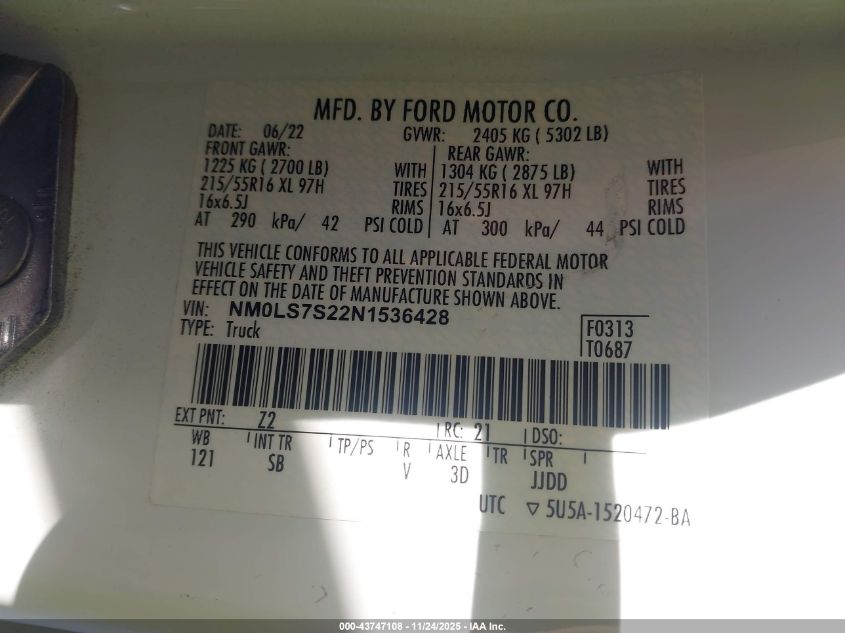 MFD. BY FORD MOTOR CO.
DATE: 06/22 GVWR: 2405 KG ( 5302 LB)
FRONT GAWR: REAR GAWR:
1225 KG ( 2700 LB) WITH 1304 KG ( 2875 LB) WITH
215/55R16 XL 97H TIRES 215/55R16 XL 97H TIRES
16x6.5J RIMS 16x6.5J RIMS
AT 290 kPa/ 42 PSI COLD AT 300 kPa/ 44 PSI COLD
THIS VEHICLE CONFORMS TO ALL APPLICABLE FEDERAL MOTOR
VEHICLE SAFETY AND THEFT PREVENTION STANDARDS IN
EFFECT ON THE DATE OF MANUFACTURE SHOWN ABOVE.
VIN: NM0LS7S22N1536428
TYPE: Truck
F0313
T0687
EXT PNT: Z2 RC: 21 DSO:
WB INT TR TP/PS R AXLE TR SPR
121 SB V 3D JJDD
UTC ▽ 5U5A-1520472-BA
000-43747108 - 11/24/2025 - IAA Inc.